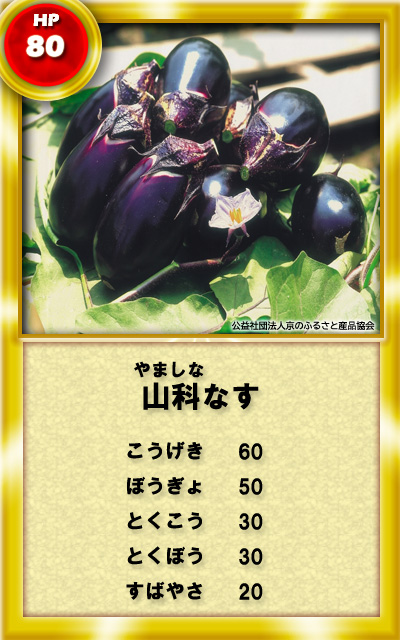 HP
80
公益社団法人京のふるさと産品協会
やましな
山科なす
こうげき 60
ぼうぎょ 50
とくこう 30
とくぼう 30
すばやさ 20